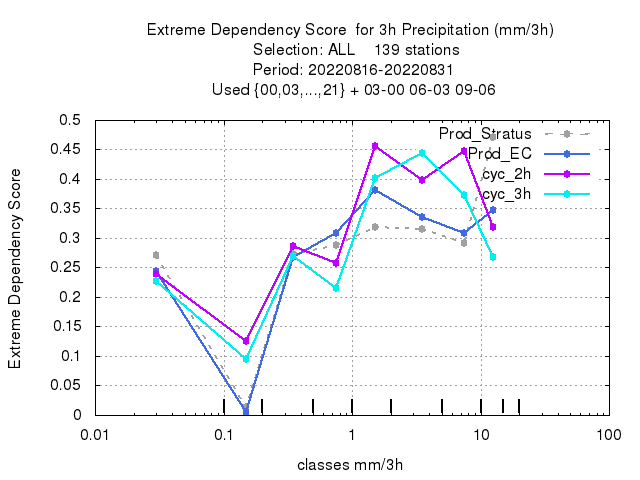 Extreme Dependency Score  for 3h Precipitation (mm/3h)
Selection: ALL    139 stations
Period: 20220816-20220831
Used {00,03,...,21} + 03-00 06-03 09-06
0.5
0.45
0.4
0.35
0.3
0.25
0.2
0.15
0.1
0.05
0
Extreme Dependency Score
Prod_Stratus
Prod_EC
cyc_2h
cyc_3h
0.01 0.1 1 10 100
classes mm/3h